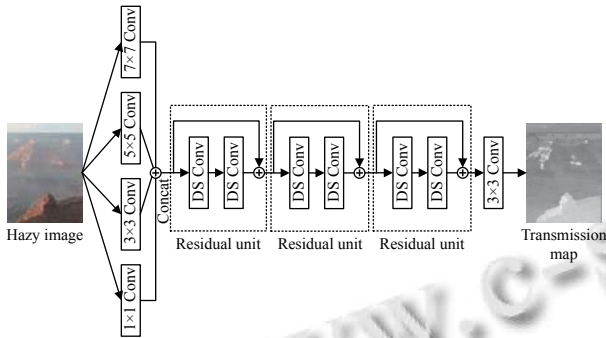 7×7 Conv
5×5 Conv
3×3 Conv
1×1 Conv
Concat
DS Conv
DS Conv
DS Conv
DS Conv
DS Conv
DS Conv
3×3 Conv
Hazy image
Residual unit
Residual unit
Residual unit
Transmission
map